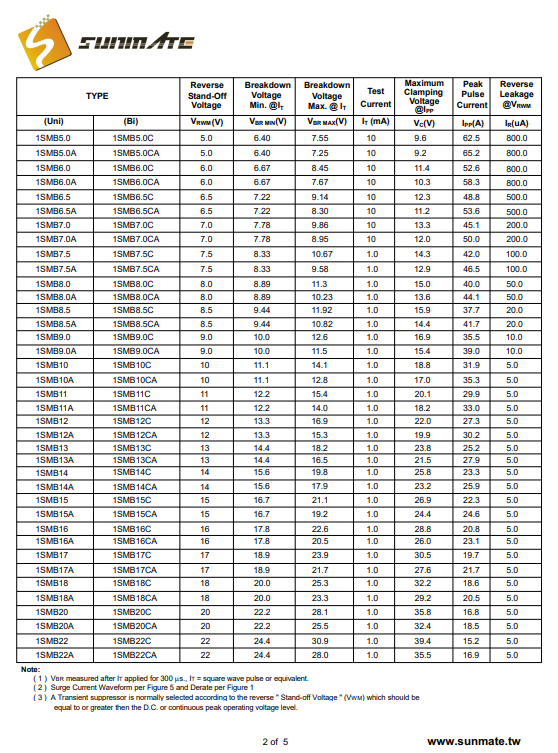 SUNMATE
TYPE Reverse Stand-Off Voltage Breakdown Voltage Min. @IT Breakdown Voltage Max. @ IT Test Current Maximum Clamping Voltage @IPP Peak Pulse Current Reverse Leakage @VRWM
(Uni) (Bi) VRWM (V) VBR MIN(V) VBR MAX(V) IT (mA) VC(V) IPP(A) IR(uA)
1SMB5.0 1SMB5.0C 5.0 6.40 7.55 10 9.6 62.5 800.0
1SMB5.0A 1SMB5.0CA 5.0 6.40 7.25 10 9.2 65.2 800.0
1SMB6.0 1SMB6.0C 6.0 6.67 8.45 10 11.4 52.6 800.0
1SMB6.0A 1SMB6.0CA 6.0 6.67 7.67 10 10.3 58.3 800.0
1SMB6.5 1SMB6.5C 6.5 7.22 9.14 10 12.3 48.8 500.0
1SMB6.5A 1SMB6.5CA 6.5 7.22 8.30 10 11.2 53.6 500.0
1SMB7.0 1SMB7.0C 7.0 7.78 9.86 10 13.3 45.1 200.0
1SMB7.0A 1SMB7.0CA 7.0 7.78 8.95 10 12.0 50.0 200.0
1SMB7.5 1SMB7.5C 7.5 8.33 10.67 1.0 14.3 42.0 100.0
1SMB7.5A 1SMB7.5CA 7.5 8.33 9.58 1.0 12.9 46.5 100.0
1SMB8.0 1SMB8.0C 8.0 8.89 11.3 1.0 15.0 40.0 50.0
1SMB8.0A 1SMB8.0CA 8.0 8.89 10.23 1.0 13.6 44.1 50.0
1SMB8.5 1SMB8.5C 8.5 9.44 11.92 1.0 15.9 37.7 20.0
1SMB8.5A 1SMB8.5CA 8.5 9.44 10.82 1.0 14.4 41.7 20.0
1SMB9.0 1SMB9.0C 9.0 10.0 12.6 1.0 16.9 35.5 10.0
1SMB9.0A 1SMB9.0CA 9.0 10.0 11.5 1.0 15.4 39.0 10.0
1SMB10 1SMB10C 10 11.1 14.1 1.0 18.8 31.9 5.0
1SMB10A 1SMB10CA 10 11.1 12.8 1.0 17.0 35.3 5.0
1SMB11 1SMB11C 11 12.2 15.4 1.0 20.1 29.9 5.0
1SMB11A 1SMB11CA 11 12.2 14.0 1.0 18.2 33.0 5.0
1SMB12 1SMB12C 12 13.3 16.9 1.0 22.0 27.3 5.0
1SMB12A 1SMB12CA 12 13.3 15.3 1.0 19.9 30.2 5.0
1SMB13 1SMB13C 13 14.4 18.2 1.0 23.8 25.2 5.0
1SMB13A 1SMB13CA 13 14.4 16.5 1.0 21.5 27.9 5.0
1SMB14 1SMB14C 14 15.6 19.8 1.0 25.8 23.3 5.0
1SMB14A 1SMB14CA 14 15.6 17.9 1.0 23.2 25.9 5.0
1SMB15 1SMB15C 15 16.7 21.1 1.0 26.9 22.3 5.0
1SMB15A 1SMB15CA 15 16.7 19.2 1.0 24.4 24.6 5.0
1SMB16 1SMB16C 16 17.8 22.6 1.0 28.8 20.8 5.0
1SMB16A 1SMB16CA 16 17.8 20.5 1.0 26.0 23.1 5.0
1SMB17 1SMB17C 17 18.9 23.9 1.0 30.5 19.7 5.0
1SMB17A 1SMB17CA 17 18.9 21.7 1.0 27.6 21.7 5.0
1SMB18 1SMB18C 18 20.0 25.3 1.0 32.2 18.6 5.0
1SMB18A 1SMB18CA 18 20.0 23.3 1.0 29.2 20.5 5.0
1SMB20 1SMB20C 20 22.2 28.1 1.0 35.8 16.8 5.0
1SMB20A 1SMB20CA 20 22.2 25.5 1.0 32.4 18.5 5.0
1SMB22 1SMB22C 22 24.4 30.9 1.0 39.4 15.2 5.0
1SMB22A 1SMB22CA 22 24.4 28.0 1.0 35.5 16.9 5.0
Note:
( 1 ) VBR measured after IT applied for 300 µs., IT = square wave pulse or equivalent.
( 2 ) Surge Current Waveform per Figure 5 and Derate per Figure 1
( 3 ) A Transient suppressor is normally selected according to the reverse " Stand-off Voltage " (VWM) which should be
equal to or greater then the D.C. or continuous peak operating voltage level.
2 of 5
www.sunmate.tw